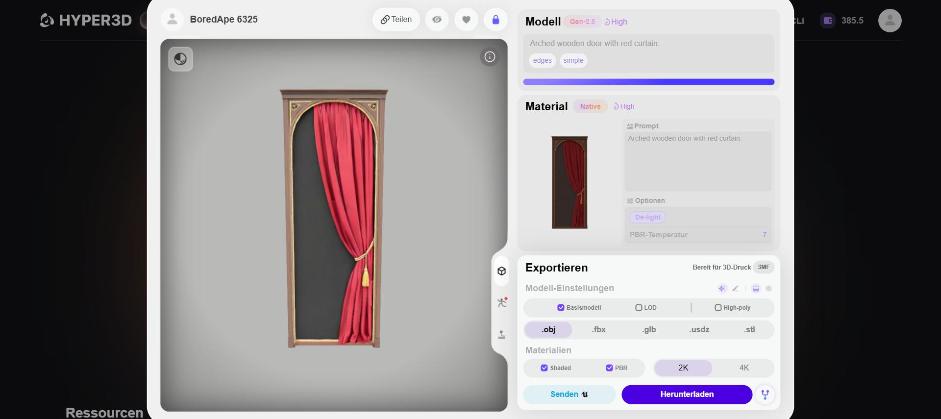 HYPER3D
BoredApe 6325
Teilen
CLI
385.5
Modell
Gen-2.5
High
Arched wooden door with red curtain.
edges
simple
Material
Native
High
Prompt
Arched wooden door with red curtain.
Optionen
De-light
PBR-Temperatur
7
Exportieren
Bereit für 3D-Druck
3MF
Modell-Einstellungen
Basismodell
LOD
High-poly
.obj
.fbx
.glb
.usdz
.stl
Materialien
Shaded
PBR
2K
4K
Senden
Herunterladen
Ressourcen